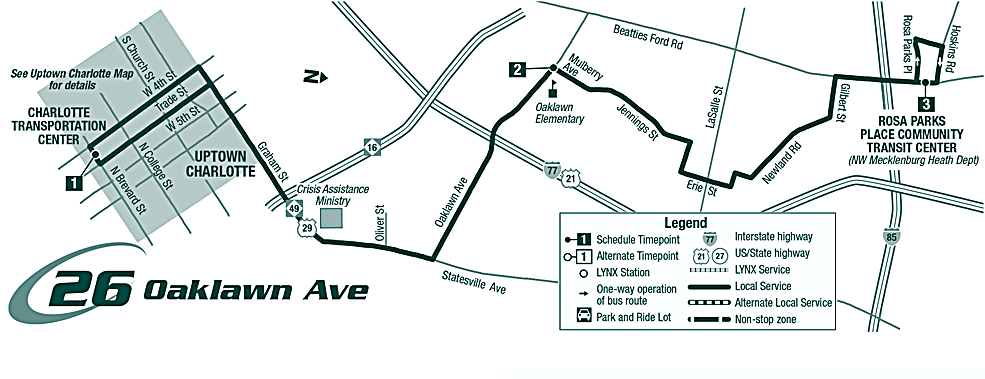 See Uptown Charlotte Map
for details
CHARLOTTE
TRANSPORTATION
CENTER
1
S Church St
W 4th St
Trade St
W 5th St
N College St
N Brevard St
UPTOWN
CHARLOTTE
Graham St
N
16
49
29
Crisis Assistance
Ministry
Oliver St
Oaklawn Ave
Statesville Ave
2
Mulberry
Ave
Oaklawn
Elementary
Beatties Ford Rd
Jennings St
LaSalle St
77
21
Erie St
Newland Rd
Gilbert St
Rosa Parks Pl
Hoskins Rd
3
ROSA PARKS
PLACE COMMUNITY
TRANSIT CENTER
(NW Mecklenburg Heath Dept)
85
Legend
1 Schedule Timepoint
1 Alternate Timepoint
LYNX Station
One-way operation
of bus route
Park and Ride Lot
77 Interstate highway
21 27 US/State highway
LYNX Service
Local Service
Alternate Local Service
Non-stop zone
26 Oaklawn Ave